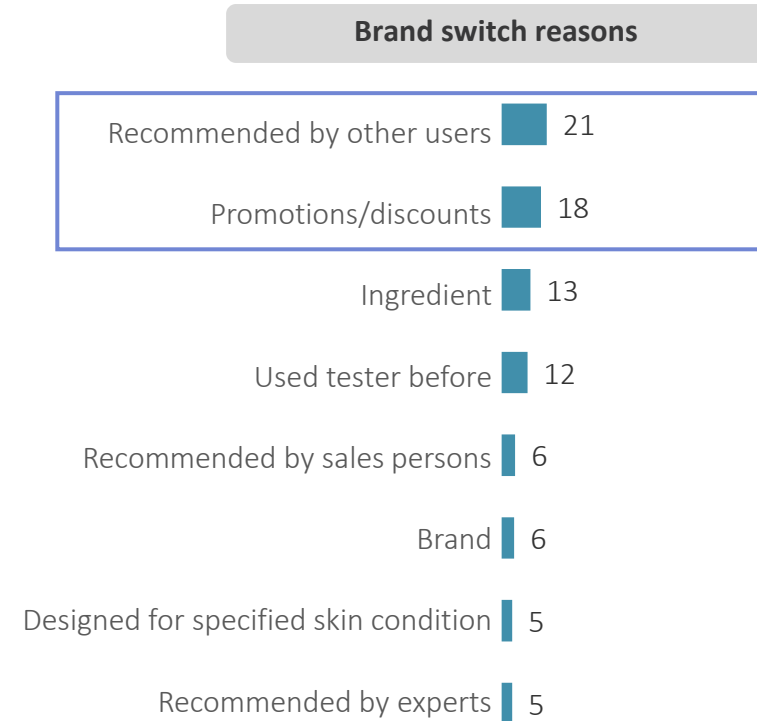 Brand switch reasons
Recommended by other users 21
Promotions/discounts 18
Ingredient 13
Used tester before 12
Recommended by sales persons 6
Brand 6
Designed for specified skin condition 5
Recommended by experts 5